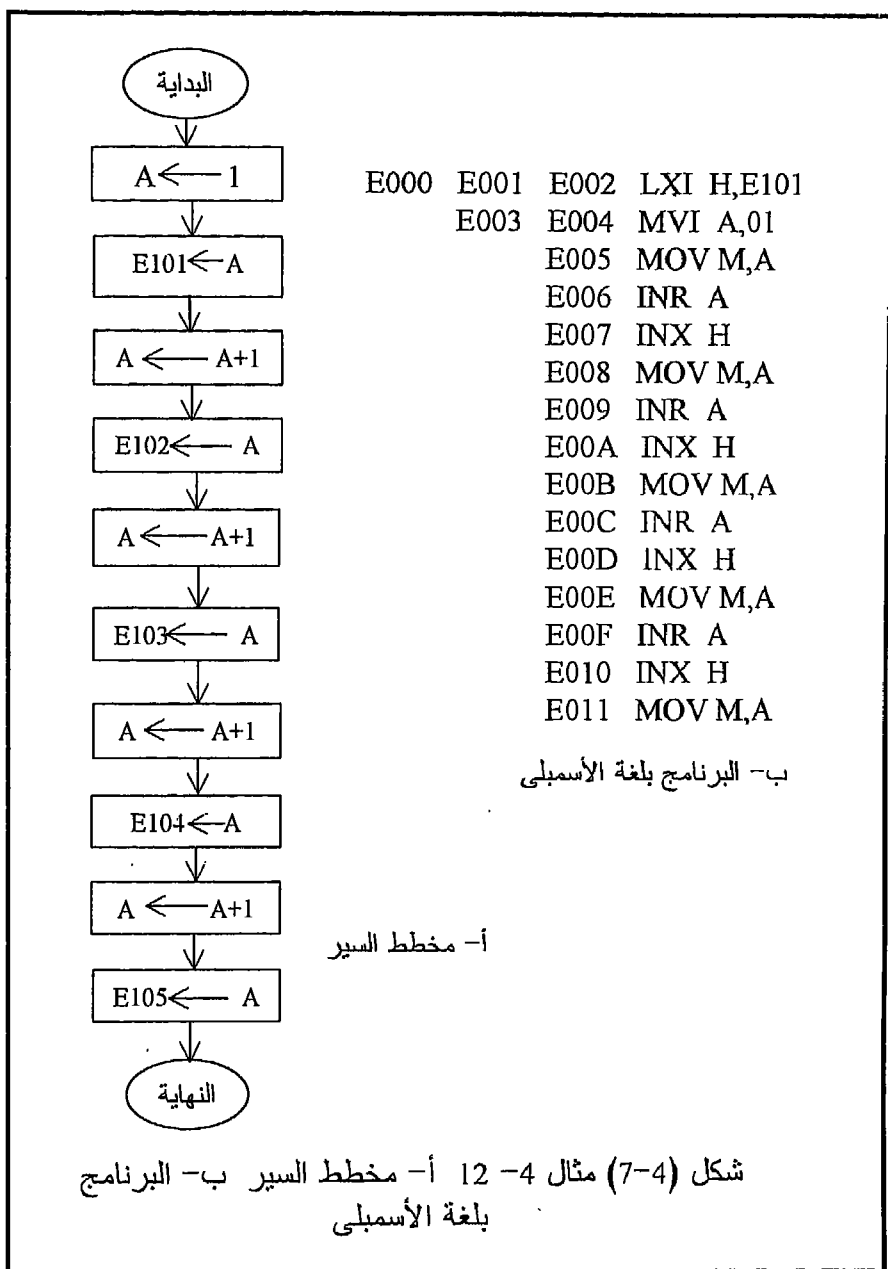 البداية
A ← 1
E101 ← A
A ← A+1
E102 ← A
A ← A+1
E103 ← A
A ← A+1
E104 ← A
A ← A+1
E105 ← A
النهاية
أ- مخطط السير
E000 E001 E002 LXI H,E101
E003 E004 MVI A,01
E005 MOV M,A
E006 INR A
E007 INX H
E008 MOV M,A
E009 INR A
E00A INX H
E00B MOV M,A
E00C INR A
E00D INX H
E00E MOV M,A
E00F INR A
E010 INX H
E011 MOV M,A
ب- البرنامج بلغة الأسمبلى
شكل (4-7) مثال 4- 12 أ- مخطط السير ب- البرنامج
بلغة الأسمبلى